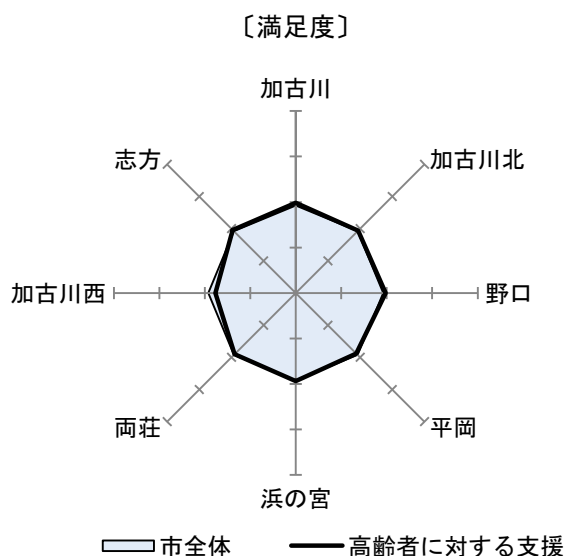 〔満足度〕
加古川
志方
加古川北
加古川西
野口
両荘
平岡
浜の宮
市全体
高齢者に対する支援